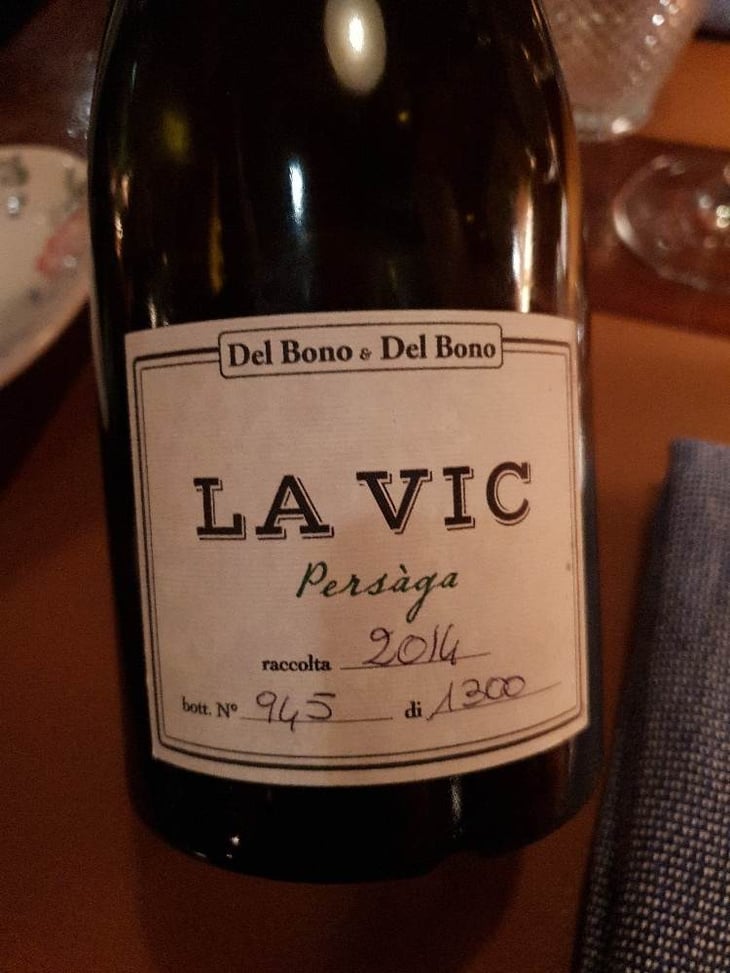 Del Bono & Del Bono
LA VIC
Persàga
raccolta 2014
bott. N° 945 di 1300